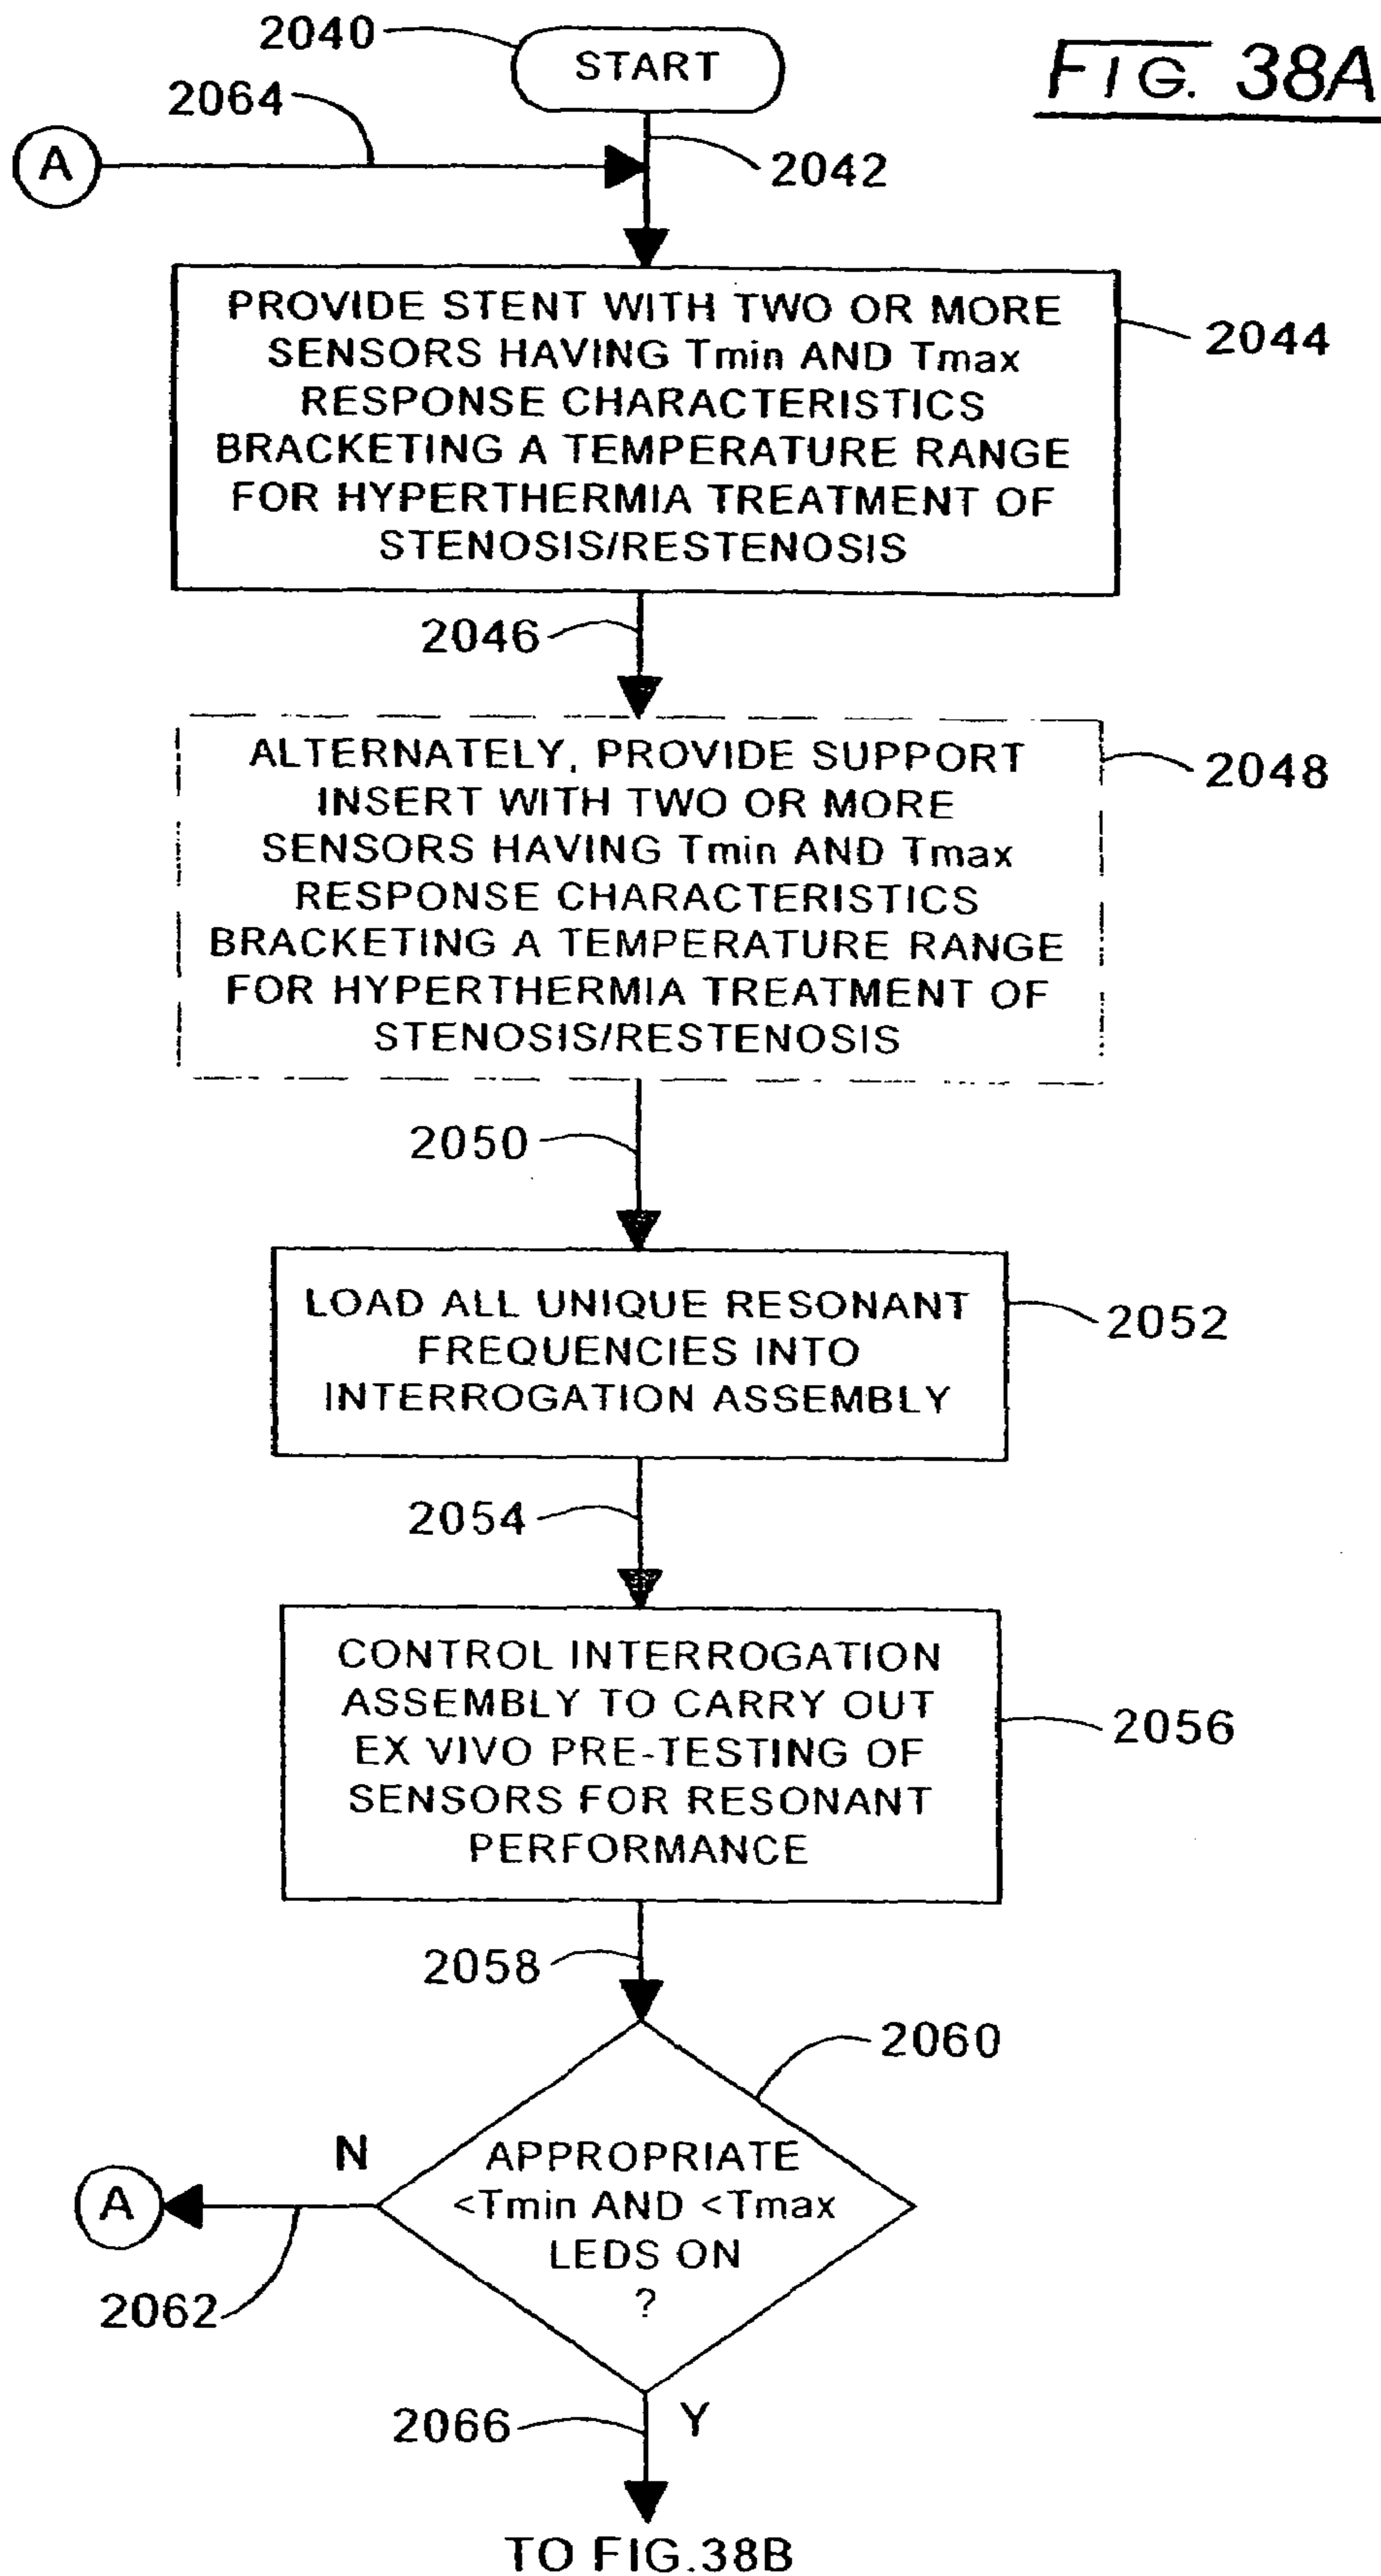 FIG. 38A
2040
START
2064
A
2042
PROVIDE STENT WITH TWO OR MORE
SENSORS HAVING Tmin AND Tmax
RESPONSE CHARACTERISTICS
BRACKETING A TEMPERATURE RANGE
FOR HYPERTHERMIA TREATMENT OF
STENOSIS/RESTENOSIS
2044
2046
ALTERNATELY, PROVIDE SUPPORT
INSERT WITH TWO OR MORE
SENSORS HAVING Tmin AND Tmax
RESPONSE CHARACTERISTICS
BRACKETING A TEMPERATURE RANGE
FOR HYPERTHERMIA TREATMENT OF
STENOSIS/RESTENOSIS
2048
2050
LOAD ALL UNIQUE RESONANT
FREQUENCIES INTO
INTERROGATION ASSEMBLY
2052
2054
CONTROL INTERROGATION
ASSEMBLY TO CARRY OUT
EX VIVO PRE-TESTING OF
SENSORS FOR RESONANT
PERFORMANCE
2056
2058
2060
APPROPRIATE
<Tmin AND <Tmax
LEDS ON
?
N
A
2062
2066
Y
TO FIG.38B